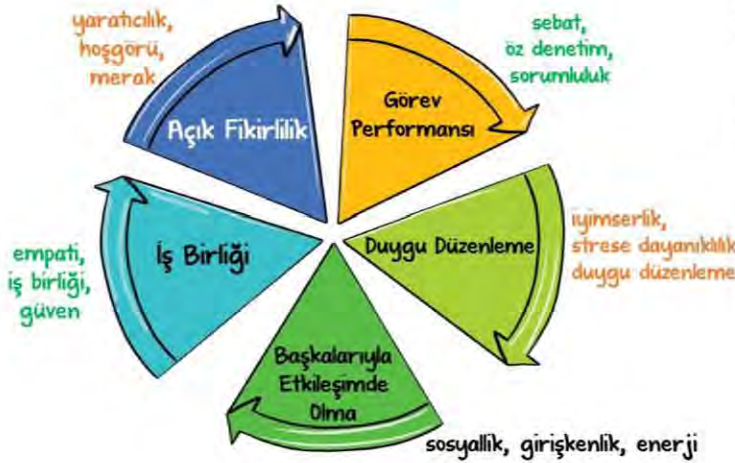 yaratıcılık,
hoşgörü,
merak
Açık Fikirlilik
sebat,
öz denetim,
sorumluluk
Görev
Performansı
iyimserlik,
strese dayanıklılık
duygu düzenleme
Duygu Düzenleme
Başkalarıyla
Etkileşimde
Olma
sosyallik, girişkenlik, enerji
empati,
iş birliği,
güven
İş Birliği